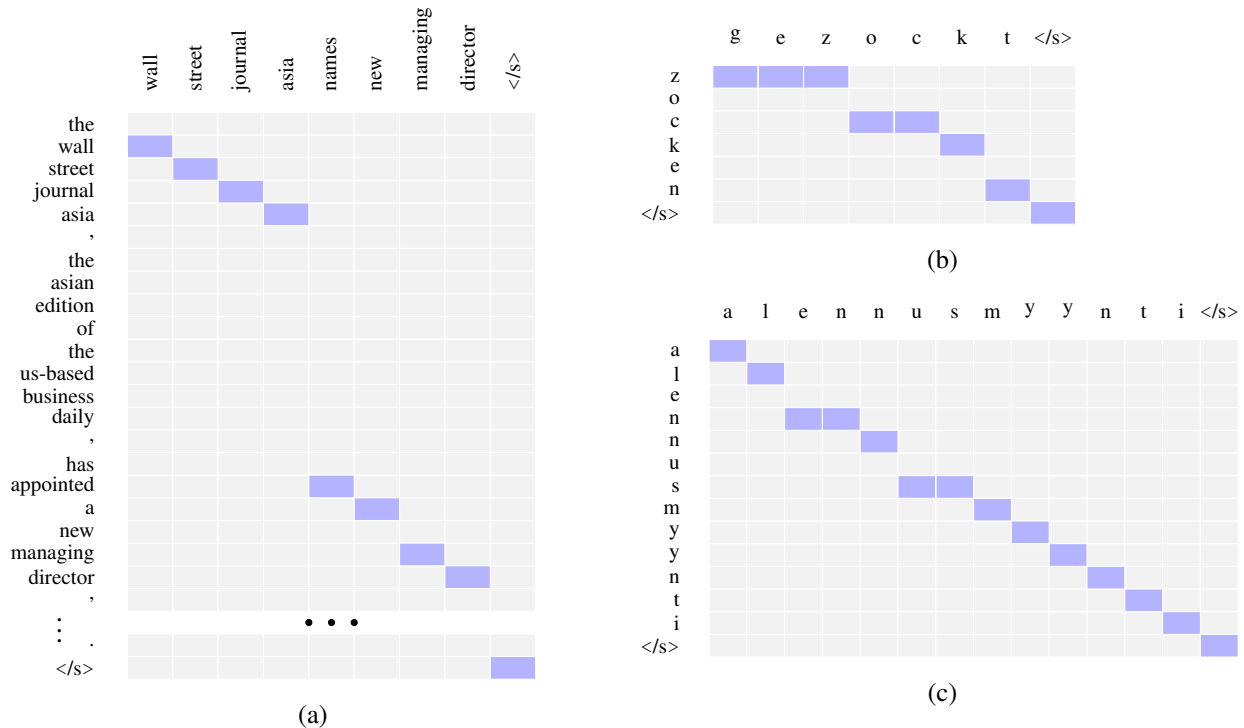 wall street journal asia names new managing director </s>
the
wall
street
journal
asia
,
the
asian
edition
of
the
us-based
business
daily
,
has
appointed
a
new
managing
director
,
.
</s>
(a)
g e z o c k t </s>
z
o
c
k
e
n
</s>
(b)
a l e n n u s m y y n t i </s>
a
l
e
n
n
u
s
m
y
y
n
t
i
</s>
(c)